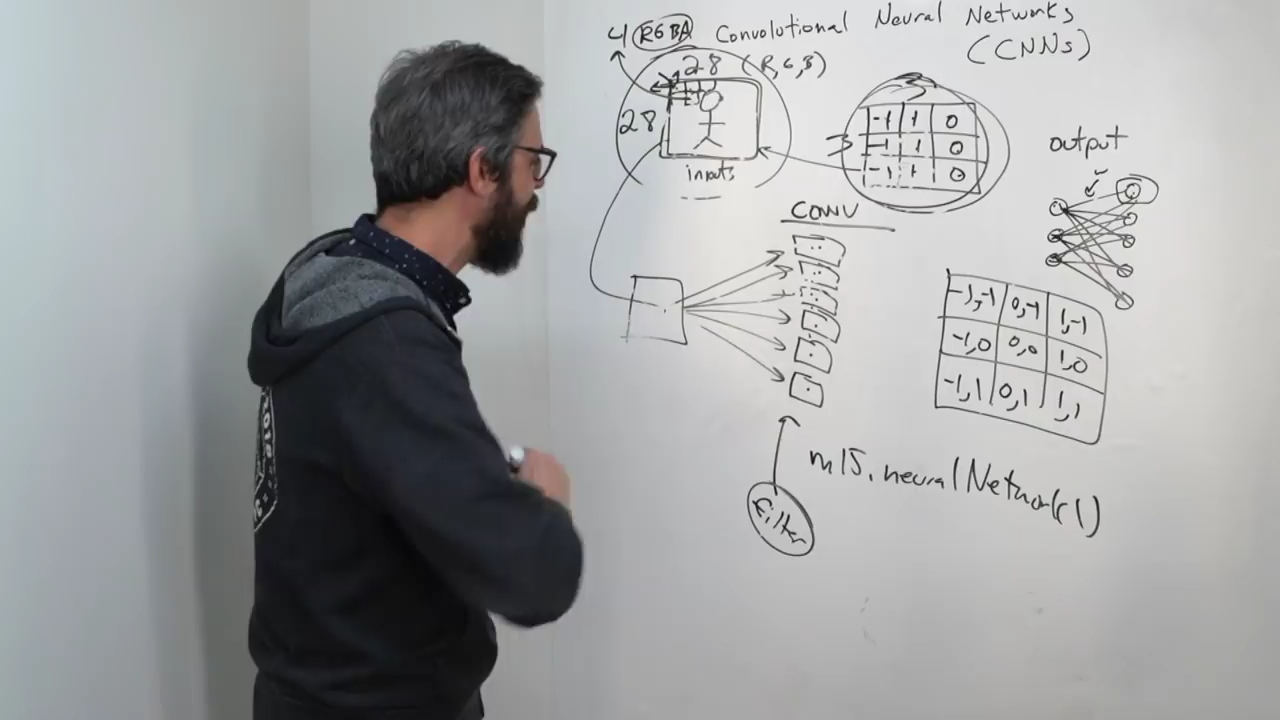 Convolutional Neural Networks
(CNNs)
4 RGBA
28 (R,G,B)
28
inputs
3
3
-1 1 0
-1 1 0
-1 1 0
output
CONV
-1,-1 0,-1 1,-1
-1,0 0,0 1,0
-1,1 0,1 1,1
ml5.neuralNetwork()
filter